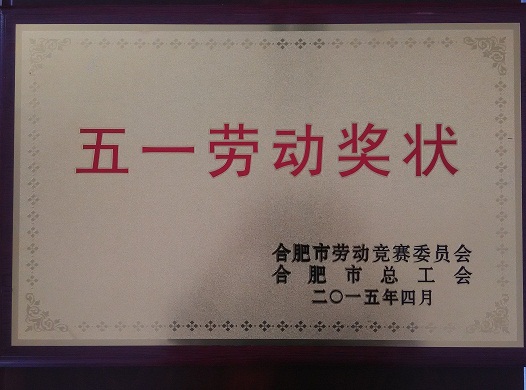 五一劳动奖状
合肥市劳动竞赛委员会
合肥市总工会
二〇一五年四月